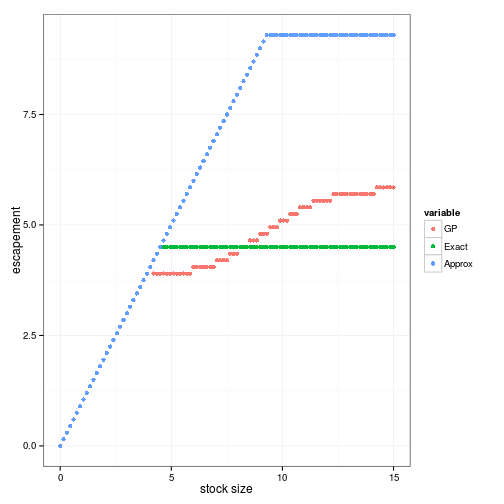 7.5
5.0
2.5
0.0
escapement
0 5 10 15
stock size
variable
GP
Exact
Approx